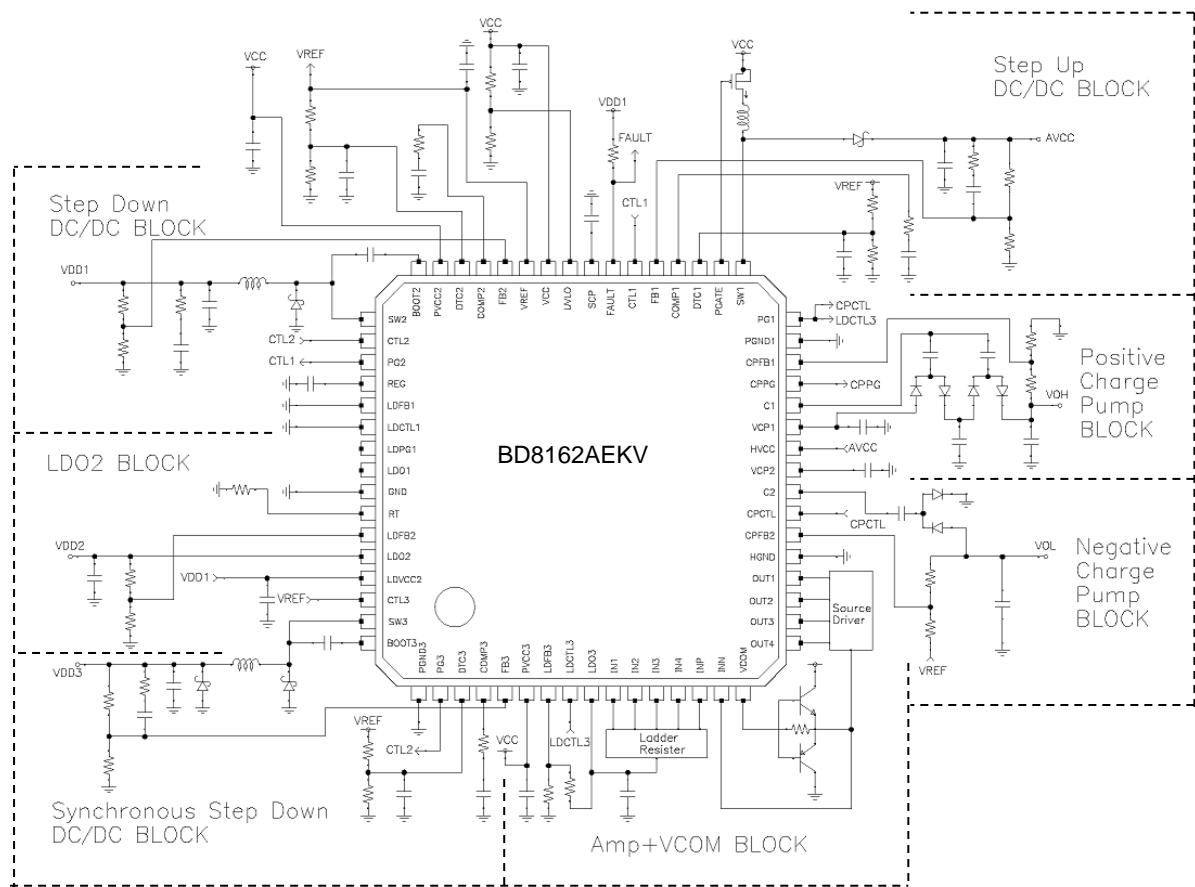 VCC
VREF
VCC
VDD1
FAULT
CTL1
VCC
Step Up
DC/DC BLOCK
AVCC
VREF
Step Down
DC/DC BLOCK
VDD1
BOOT2
PVCC2
DTC2
COMP2
FB2
VREF
VCC
UVLO
SCP
FAULT
CTL1
FB1
COMP1
DTC1
PGATE
SW1
SW2
CTL2
CTL2
CTL1
PG2
REG
LDFB1
LDCTL1
LDPG1
LDO1
GND
RT
LDFB2
LDO2
LDVCC2
CTL3
SW3
BOOT3
LDO2 BLOCK
VDD2
VDD1
VREF
VDD3
BD8162AEKV
PG1
PGND1
CPFB1
CPPG
C1
VCP1
HVCC
VCP2
C2
CPCTL
CPFB2
HGND
OUT1
OUT2
OUT3
OUT4
CPCTL
LDCTL3
CPPG
AVCC
CPCTL
Positive
Charge
Pump
BLOCK
VOH
Negative
Charge
Pump
BLOCK
VOL
VREF
Source
Driver
PGND3
PG3
DTC3
COMP3
FB3
PVCC3
LDFB3
LDCTL3
LDO3
IN1
IN2
IN3
IN4
INP
INN
VCOM
VREF
CTL2
VCC
LDCTL3
Ladder
Resister
Synchronous Step Down
DC/DC BLOCK
Amp+VCOM BLOCK